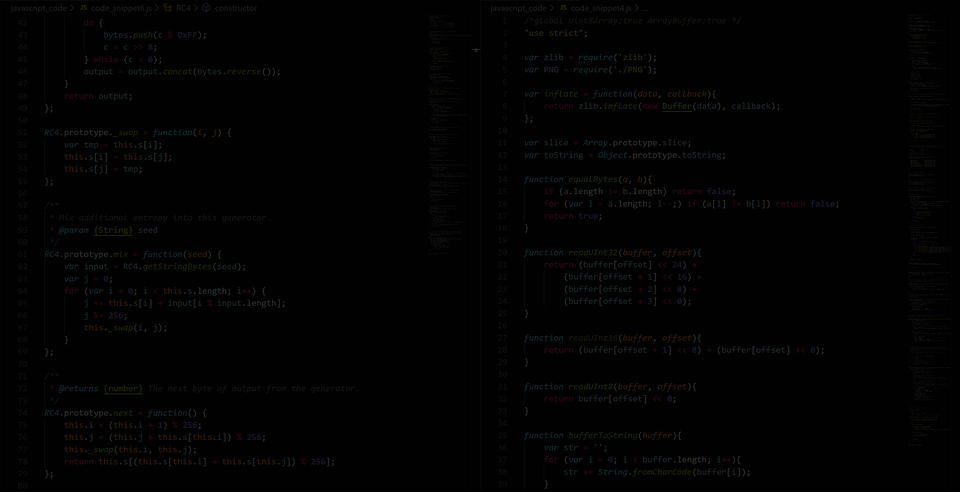 javascript_code > code_snippet6.js > RC4 > constructor
42 do {
43 bytes.push(c & 0xFF);
44 c = c >> 8;
45 } while (c > 0);
46 output = output.concat(bytes.reverse());
47 }
48 return output;
49 };
50
51 RC4.prototype._swap = function(i, j) {
52 var tmp = this.s[i];
53 this.s[i] = this.s[j];
54 this.s[j] = tmp;
55 };
56
57 /**
58 * Mix additional entropy into this generator.
59 * @param {String} seed
60 */
61 RC4.prototype.mix = function(seed) {
62 var input = RC4.getStringBytes(seed);
63 var j = 0;
64 for (var i = 0; i < this.s.length; i++) {
65 j += this.s[i] + input[i % input.length];
66 j %= 256;
67 this._swap(i, j);
68 }
69 };
70
71 /**
72 * @returns {number} The next byte of output from the generator.
73 */
74 RC4.prototype.next = function() {
75 this.i = (this.i + 1) % 256;
76 this.j = (this.j + this.s[this.i]) % 256;
77 this._swap(this.i, this.j);
78 return this.s[(this.s[this.i] + this.s[this.j]) % 256];
79 };
80
javascript_code > code_snippet4.js > ...
1 /*global Uint8Array:true ArrayBuffer:true */
2 "use strict";
3
4 var zlib = require('zlib');
5 var PNG = require('./PNG');
6
7 var inflate = function(data, callback){
8 return zlib.inflate(new Buffer(data), callback);
9 };
10
11 var slice = Array.prototype.slice;
12 var toString = Object.prototype.toString;
13
14 function equalBytes(a, b){
15 if (a.length != b.length) return false;
16 for (var l = a.length; l--;) if (a[l] != b[l]) return false;
17 return true;
18 }
19
20 function readUInt32(buffer, offset){
21 return (buffer[offset] << 24) +
22 (buffer[offset + 1] << 16) +
23 (buffer[offset + 2] << 8) +
24 (buffer[offset + 3] << 0);
25 }
26
27 function readUInt16(buffer, offset){
28 return (buffer[offset + 1] << 8) + (buffer[offset] << 0);
29 }
30
31 function readUInt8(buffer, offset){
32 return buffer[offset] << 0;
33 }
34
35 function bufferToString(buffer){
36 var str = '';
37 for (var i = 0; i < buffer.length; i++){
38 str += String.fromCharCode(buffer[i]);
39 }